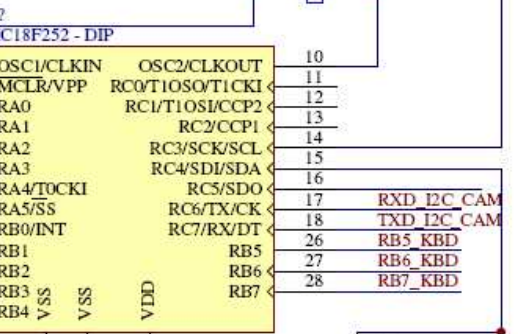 ?
C18F252 - DIP
OSC1/CLKIN OSC2/CLKOUT 10
MCLR/VPP RC0/T1OSO/T1CKI 11
RA0 RC1/T1OSI/CCP2 12
RA1 RC2/CCP1 13
RA2 RC3/SCK/SCL 14
RA3 RC4/SDI/SDA 15
RA4/T0CKI RC5/SDO 16
RA5/SS RC6/TX/CK 17 RXD_I2C_CAM
RB0/INT RC7/RX/DT 18 TXD_I2C_CAM
RB1 RB5 26 RB5_KBD
RB2 RB6 27 RB6_KBD
RB3 RB7 28 RB7_KBD
RB4 VSS VSS VDD